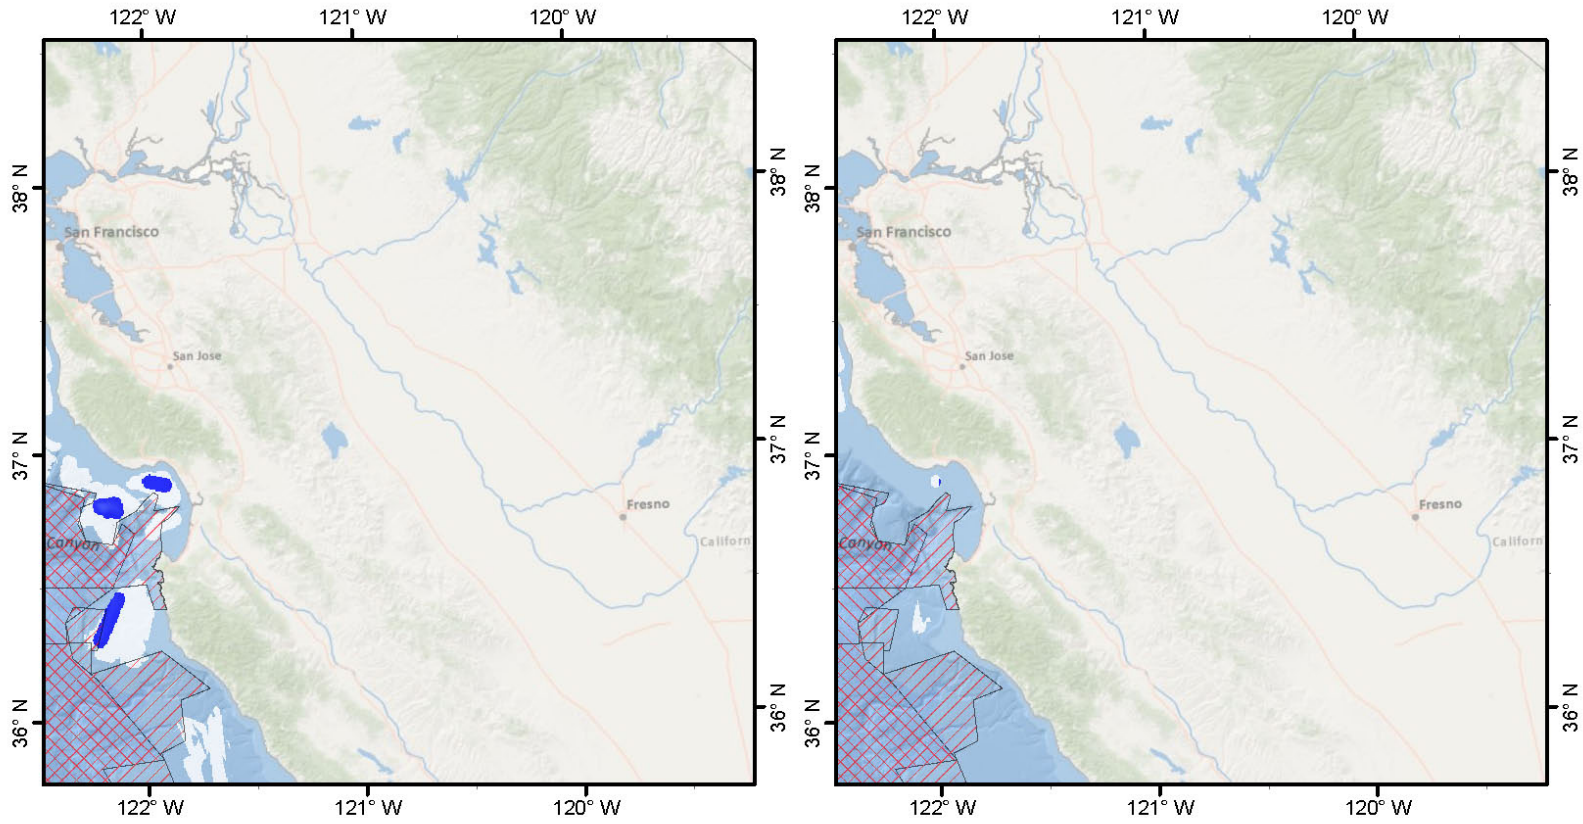 122° W 121° W 120° W 122° W 121° W 120° W
38° N 38° N 38° N 38° N
San Francisco San Francisco
San Jose San Jose
37° N 37° N 37° N 37° N
Fresno Fresno
Canyon Californ Canyon Californ
36° N 36° N 36° N 36° N
122° W 121° W 120° W 122° W 121° W 120° W